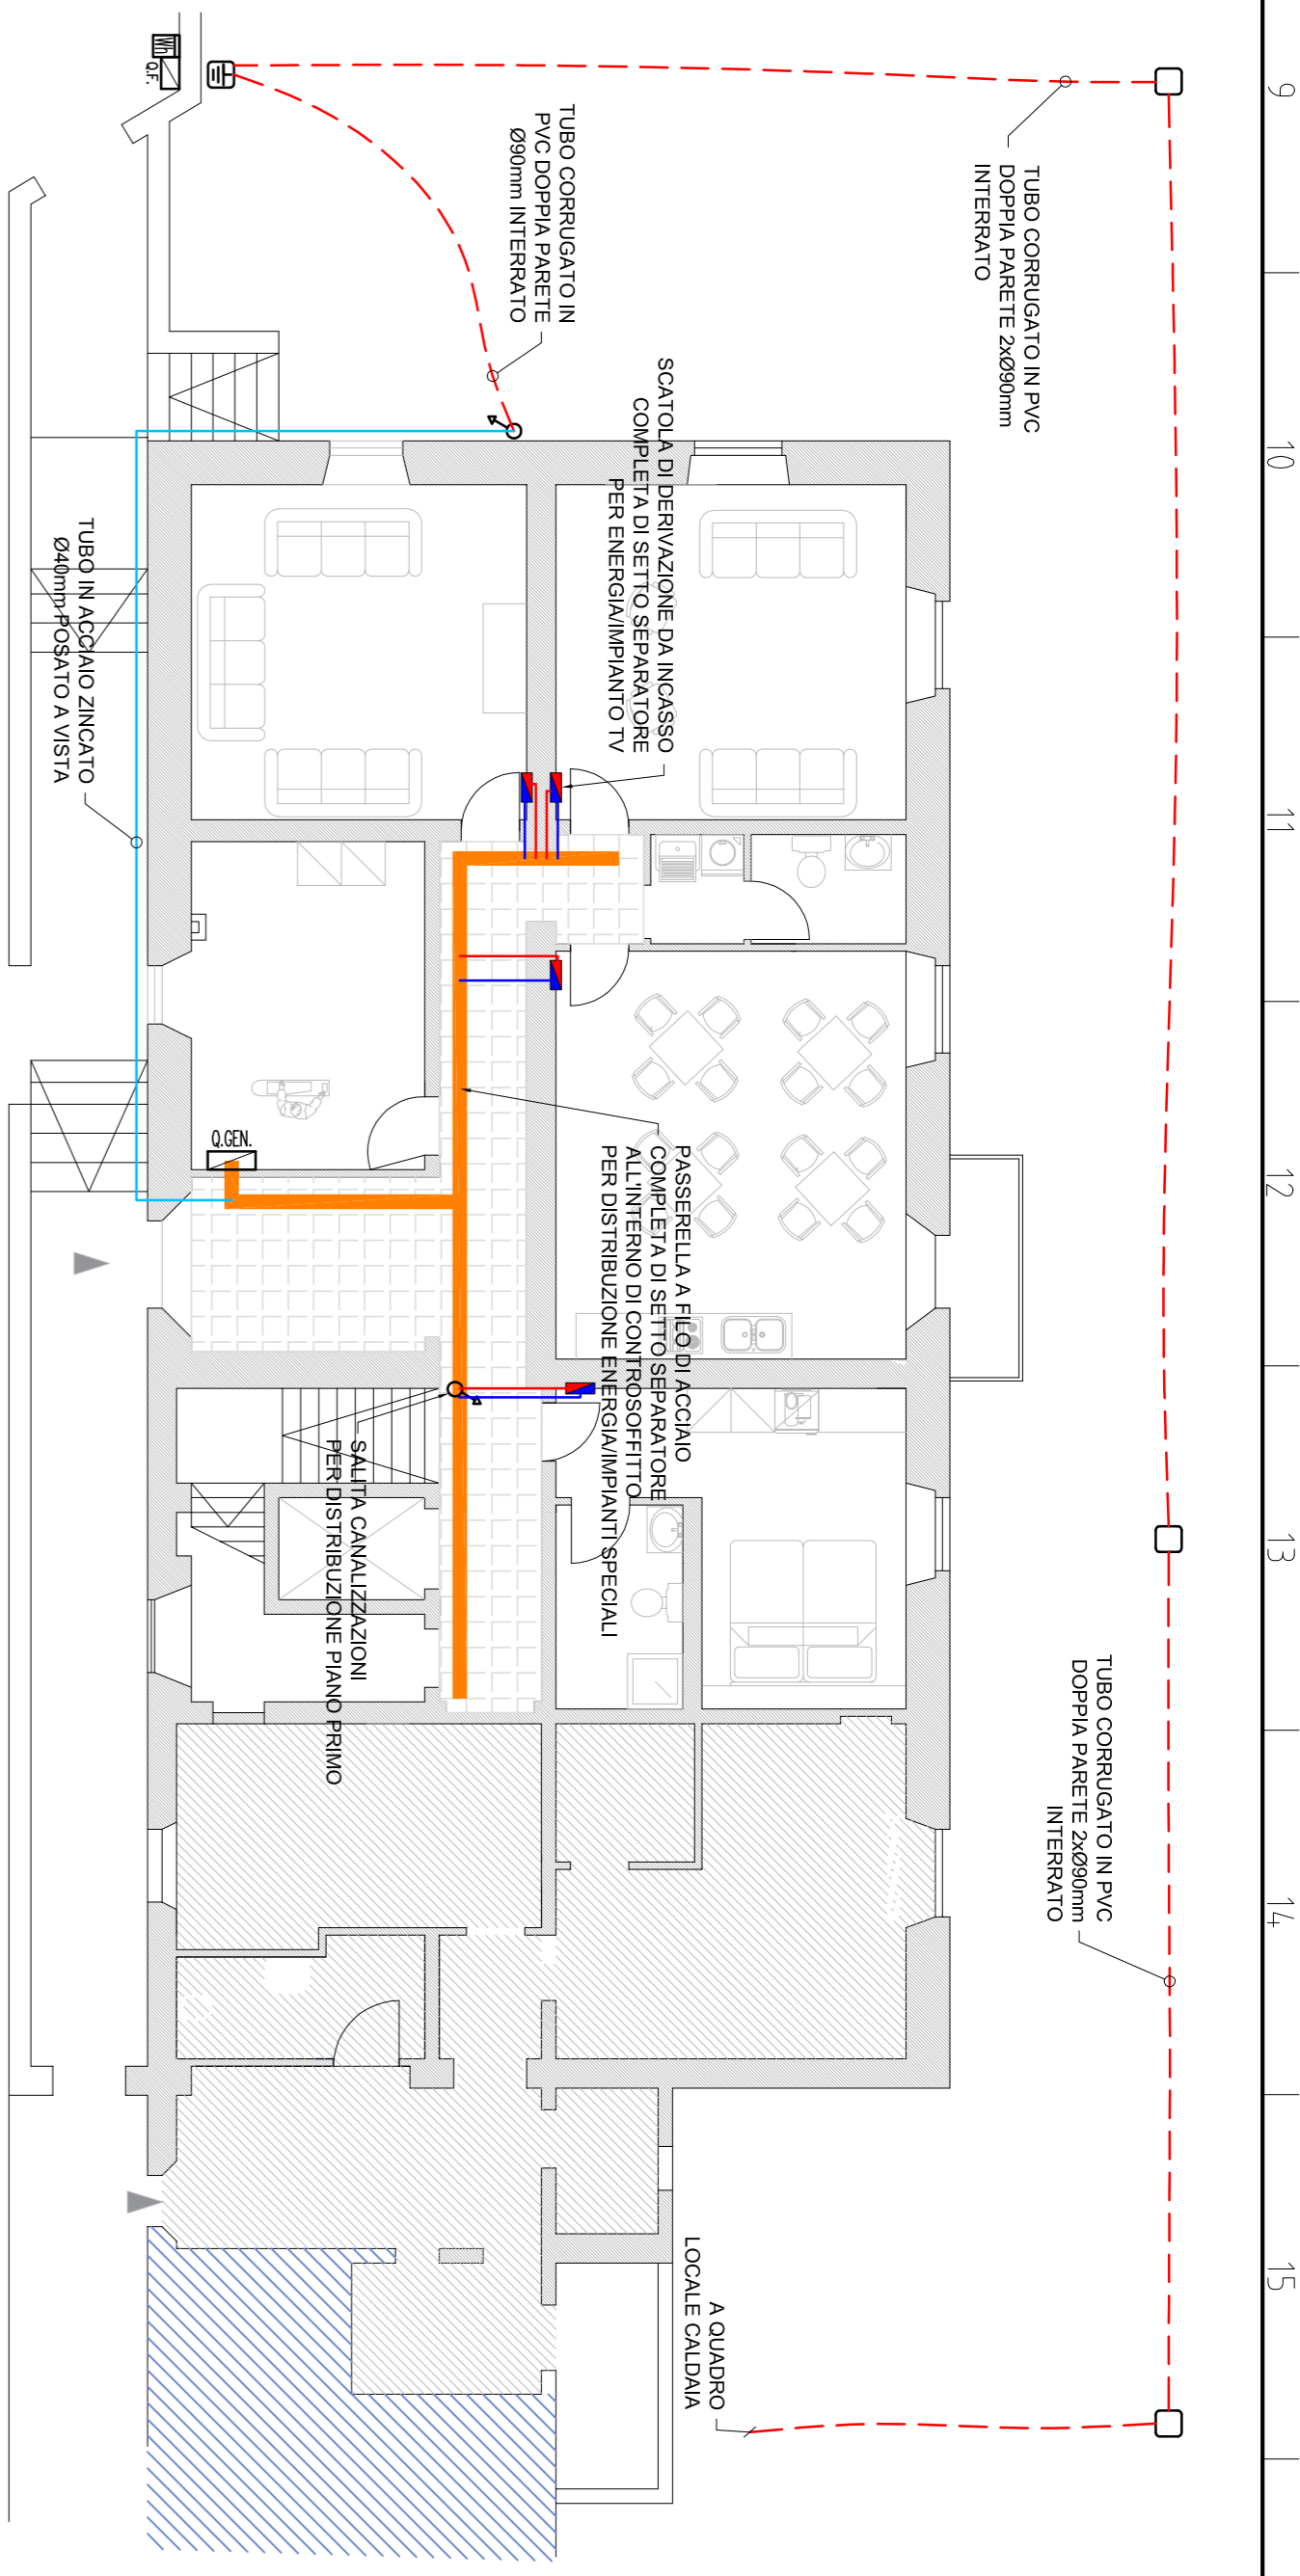 9
10
11
12
13
14
15
TUBO CORRUGATO IN PVC
DOPPIA PARETE 2xØ90mm
INTERRATO
TUBO CORRUGATO IN PVC
DOPPIA PARETE 2xØ90mm
INTERRATO
A QUADRO
LOCALE CALDAIA
TUBO CORRUGATO IN
PVC DOPPIA PARETE
Ø90mm INTERRATO
SCATOLA DI DERIVAZIONE DA INCASSO
COMPLETA DI SETTO SEPARATORE
PER ENERGIA/IMPIANTO TV
PASSERELLA A FILO DI ACCIAIO
COMPLETA DI SETTO SEPARATORE
ALL'INTERNO DI CONTROSOFFITTO
PER DISTRIBUZIONE ENERGIA/IMPIANTI SPECIALI
SALITA CANALIZZAZIONI
PER DISTRIBUZIONE PIANO PRIMO
TUBO IN ACCIAIO ZINCATO
Ø40mm POSATO A VISTA
Wh
Q.F.
Q.GEN.